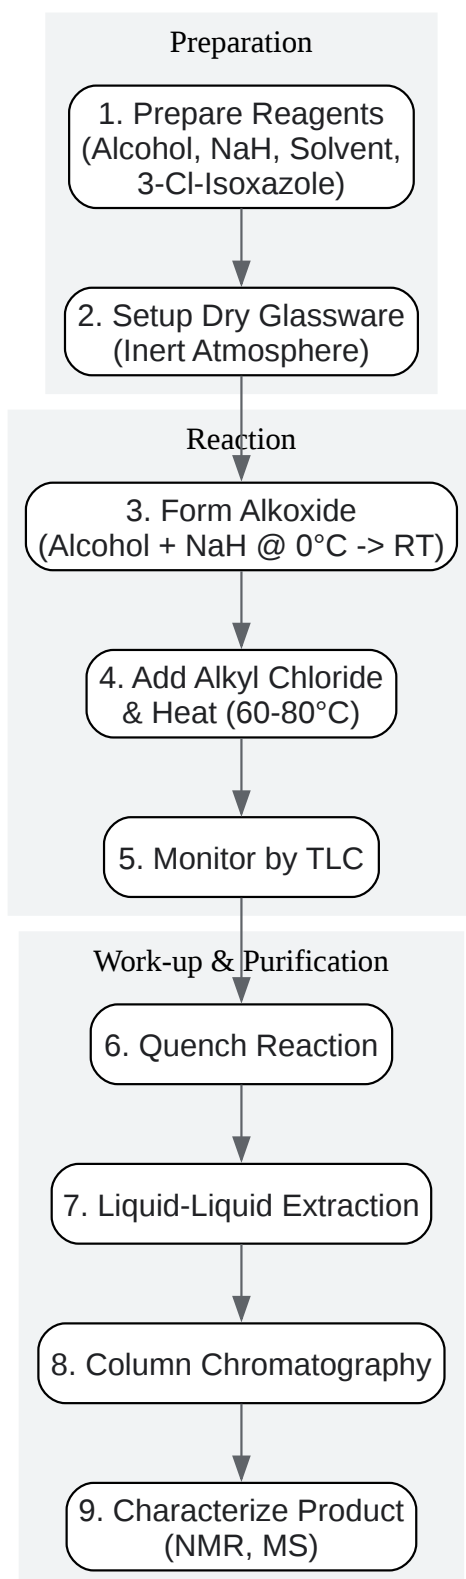 Preparation
1. Prepare Reagents
(Alcohol, NaH, Solvent,
3-Cl-Isoxazole)
2. Setup Dry Glassware
(Inert Atmosphere)
Reaction
3. Form Alkoxide
(Alcohol + NaH @ 0°C -> RT)
4. Add Alkyl Chloride
& Heat (60-80°C)
5. Monitor by TLC
Work-up & Purification
6. Quench Reaction
7. Liquid-Liquid Extraction
8. Column Chromatography
9. Characterize Product
(NMR, MS)